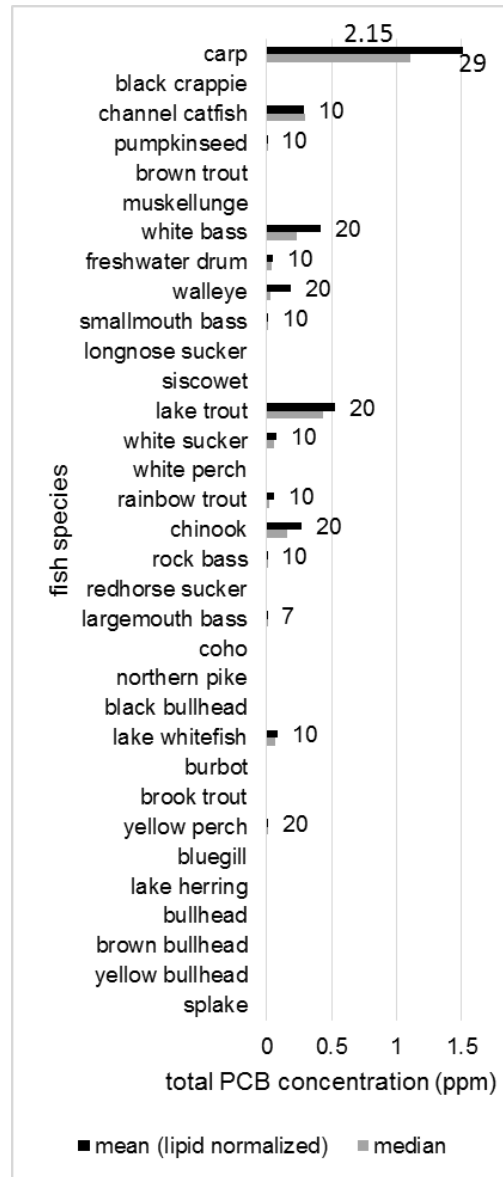 2.15
carp 29
black crappie
channel catfish 10
pumpkinseed 10
brown trout
muskellunge
white bass 20
freshwater drum 10
walleye 20
smallmouth bass 10
longnose sucker
siscowet
lake trout 20
white sucker 10
white perch
rainbow trout 10
chinook 20
rock bass 10
redhorse sucker
largemouth bass 7
coho
northern pike
black bullhead
lake whitefish 10
burbot
brook trout
yellow perch 20
bluegill
lake herring
bullhead
brown bullhead
yellow bullhead
splake
fish species
0 0.5 1 1.5
total PCB concentration (ppm)
mean (lipid normalized) median